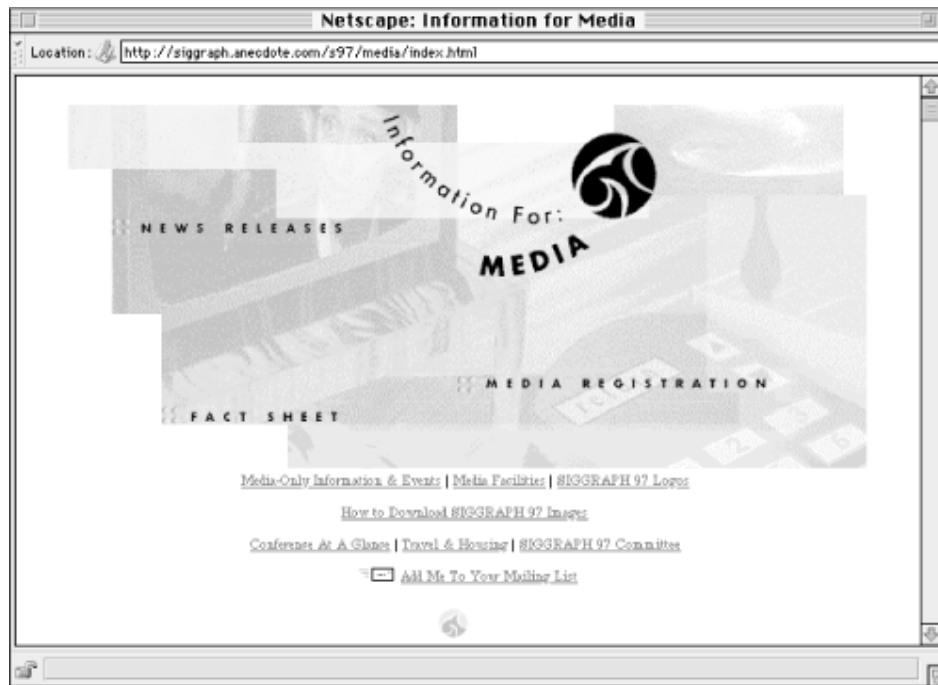 Netscape: Information for Media
Location: http://siggraph.anecdote.com/s97/media/index.html
Information For:
MEDIA
NEWS RELEASES
MEDIA REGISTRATION
FACT SHEET
Media-Only Information & Events | Media Facilities | SIGGRAPH 97 Logos
How to Download SIGGRAPH 97 Images
Conference At A Glance | Travel & Housing | SIGGRAPH 97 Committee
Add Me To Your Mailing List